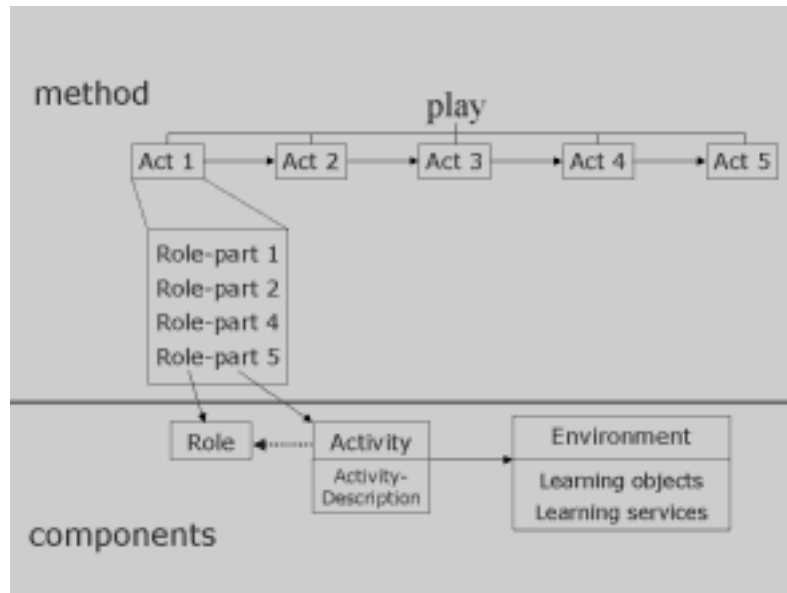 method
play
Act 1
Act 2
Act 3
Act 4
Act 5
Role-part 1
Role-part 2
Role-part 4
Role-part 5
Role
Activity
Activity-
Description
Environment
Learning objects
Learning services
components